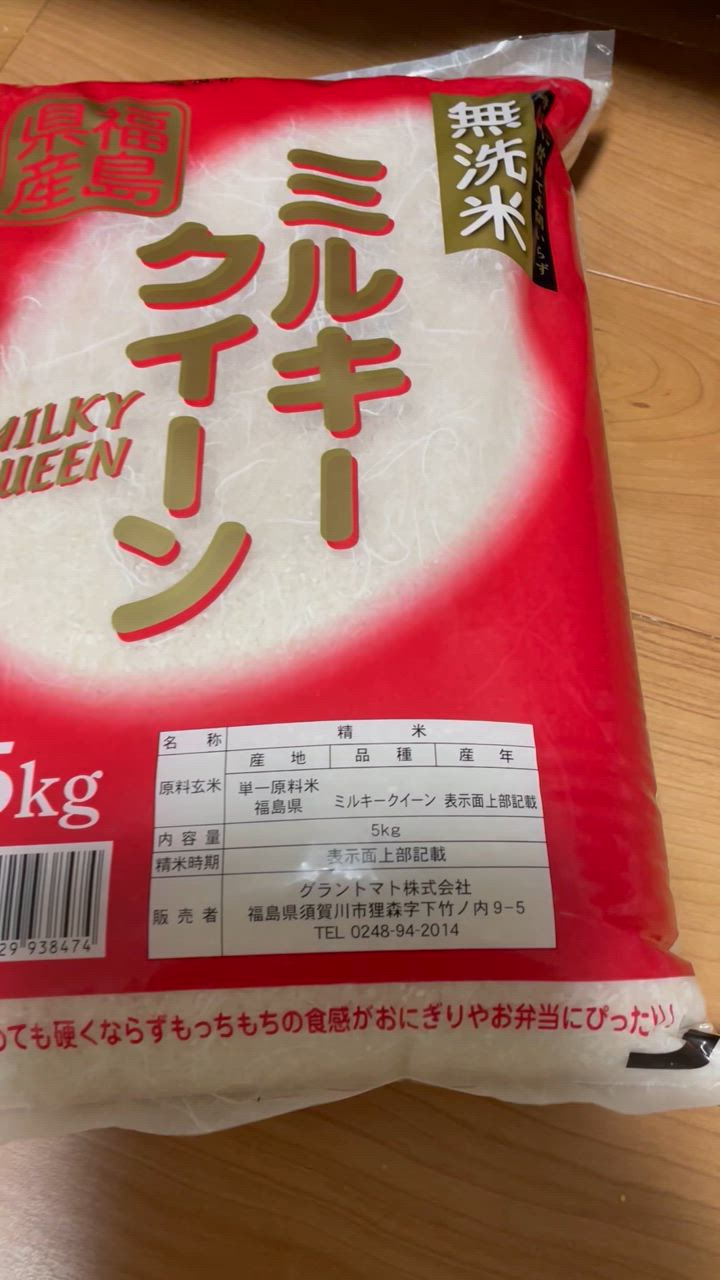 福島
県産
無洗米
ミルキー
クイーン
MILKY
QUEEN
5kg
名称 精米
産地 品種 産年
原料玄米 単一原料米
福島県 ミルキークイーン 表示面上部記載
内容量 5kg
精米時期 表示面上部記載
販売者 グラントマト株式会社
福島県須賀川市狸森字下竹ノ内9-5
TEL 0248-94-2014
29 938474
ても硬くならずもっちもちの食感がおにぎりやお弁当にぴったり!